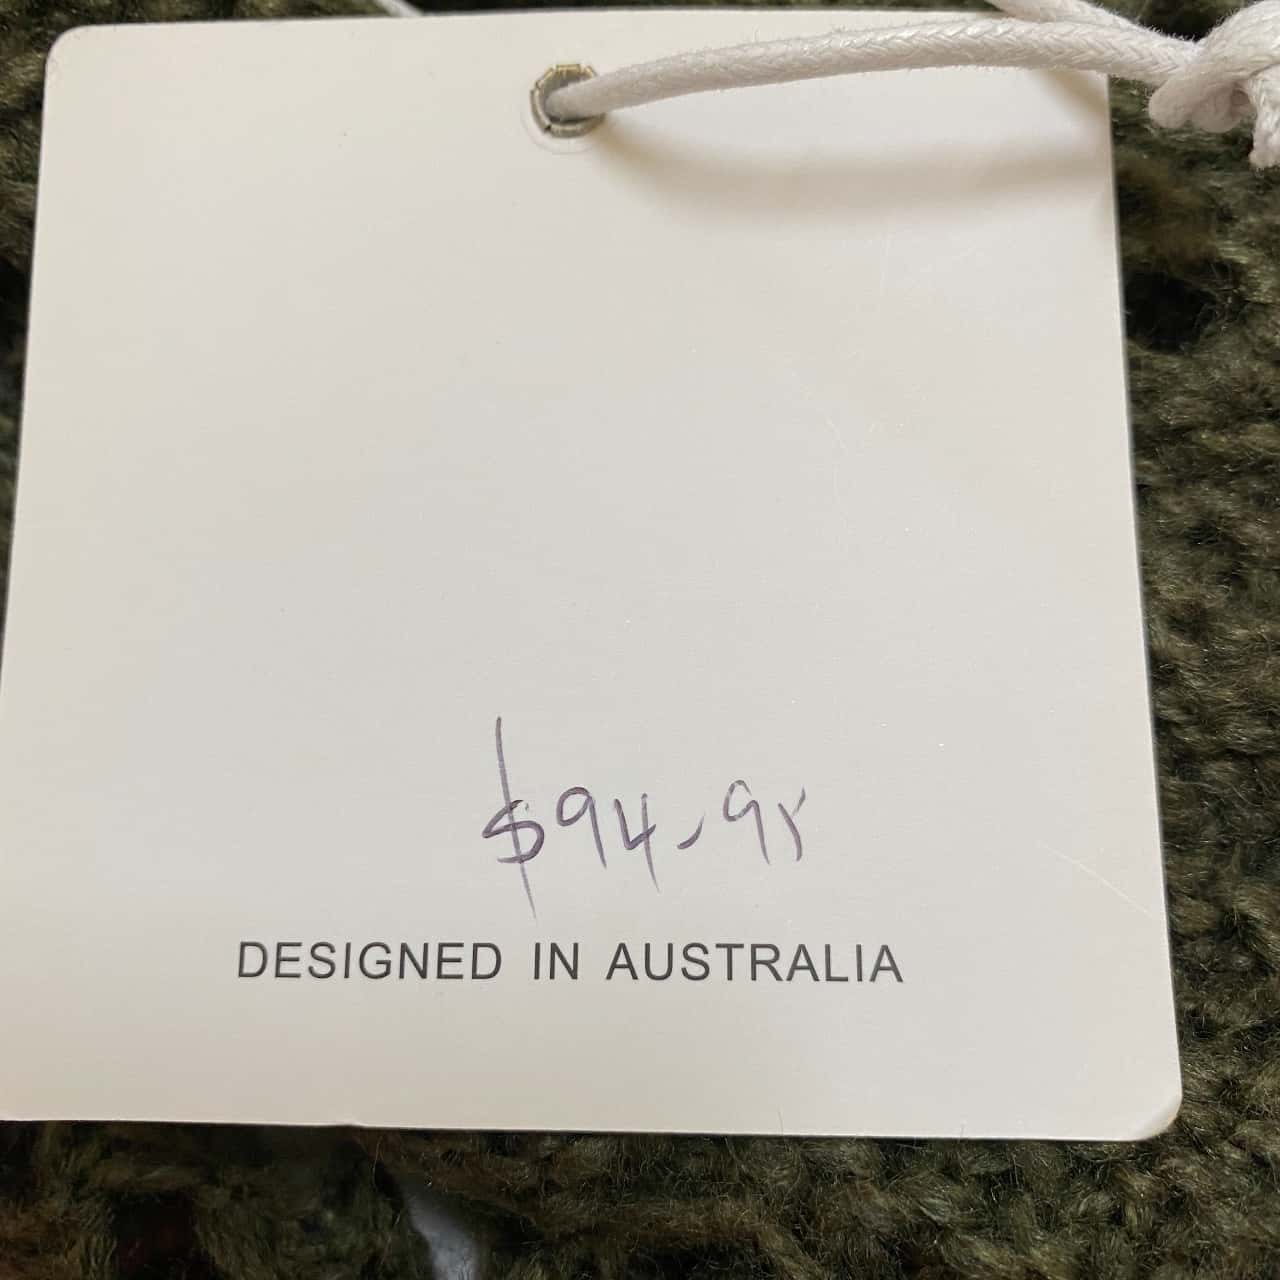 $94.95
DESIGNED IN AUSTRALIA